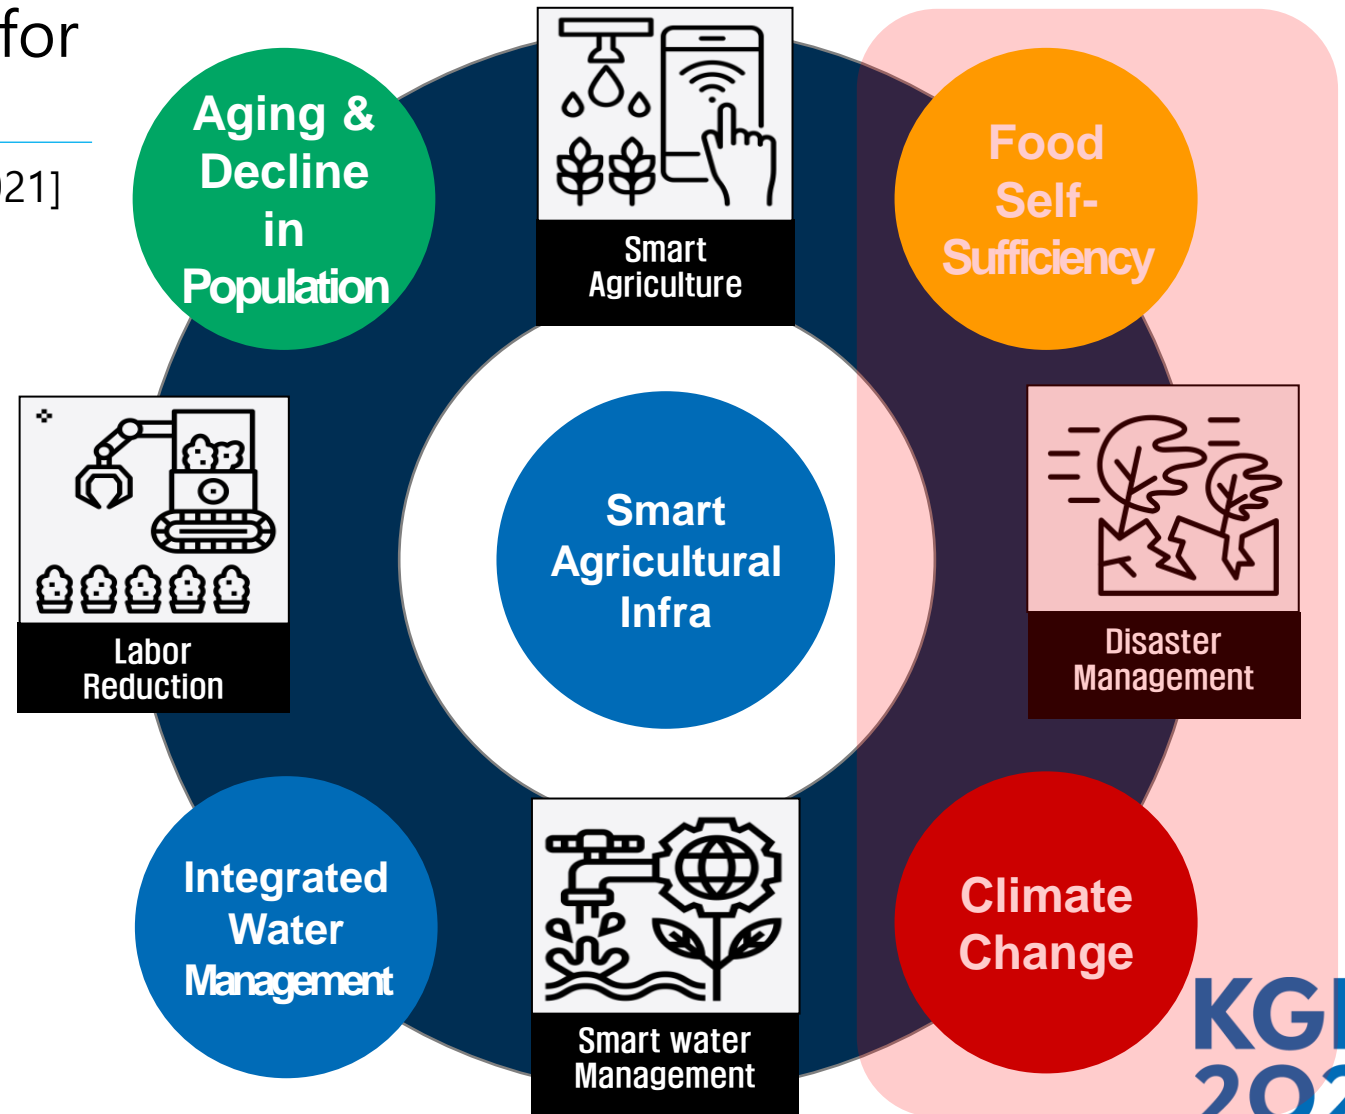 for
021]
Aging &
Decline
in
Population
Smart
Agriculture
Food
Self-
Sufficiency
Labor
Reduction
Smart
Agricultural
Infra
Disaster
Management
Integrated
Water
Management
Smart water
Management
Climate
Change
KG
202